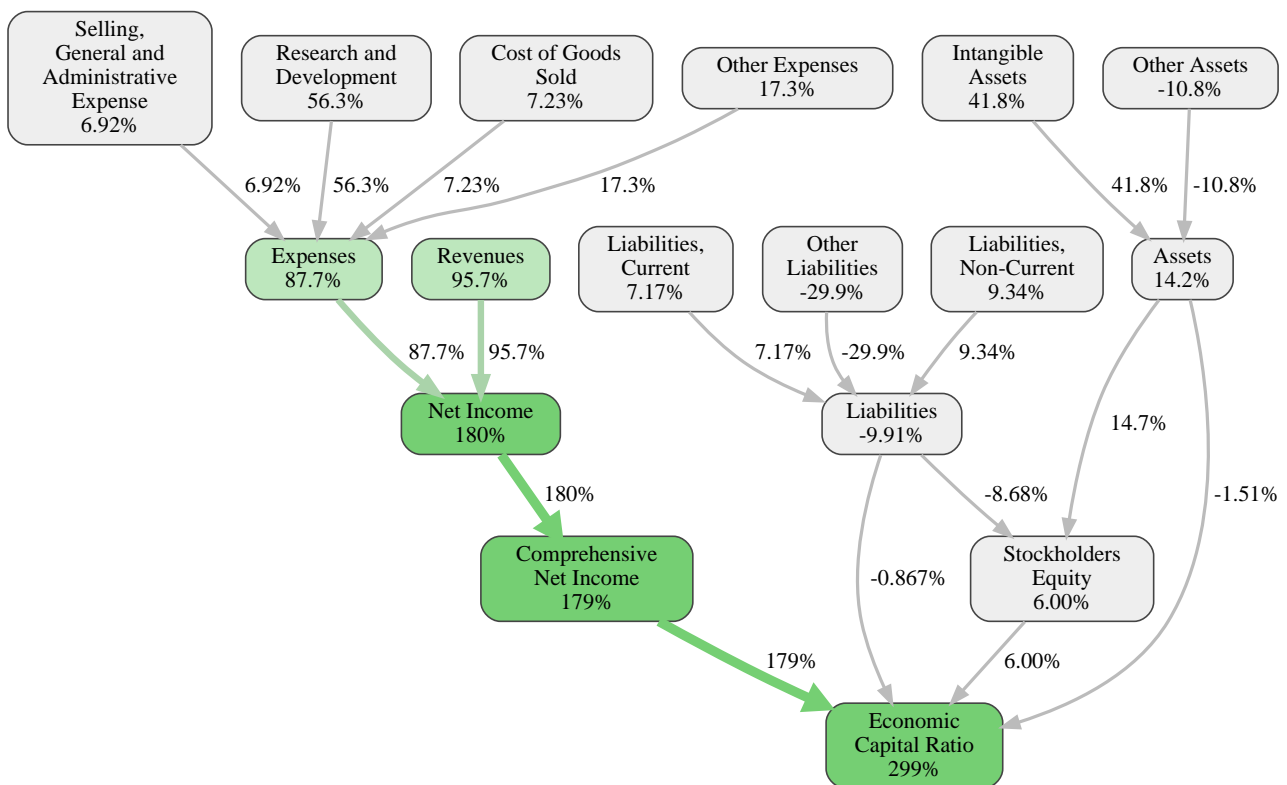 Selling,
General and
Administrative
Expense
6.92%
Research and
Development
56.3%
Cost of Goods
Sold
7.23%
Other Expenses
17.3%
Intangible
Assets
41.8%
Other Assets
-10.8%
6.92%
56.3%
7.23%
17.3%
41.8%
-10.8%
Expenses
87.7%
Revenues
95.7%
Liabilities,
Current
7.17%
Other
Liabilities
-29.9%
Liabilities,
Non-Current
9.34%
Assets
14.2%
87.7%
95.7%
7.17%
-29.9%
9.34%
Net Income
180%
Liabilities
-9.91%
14.7%
180%
-8.68%
-1.51%
Comprehensive
Net Income
179%
Stockholders
Equity
6.00%
-0.867%
179%
6.00%
Economic
Capital Ratio
299%